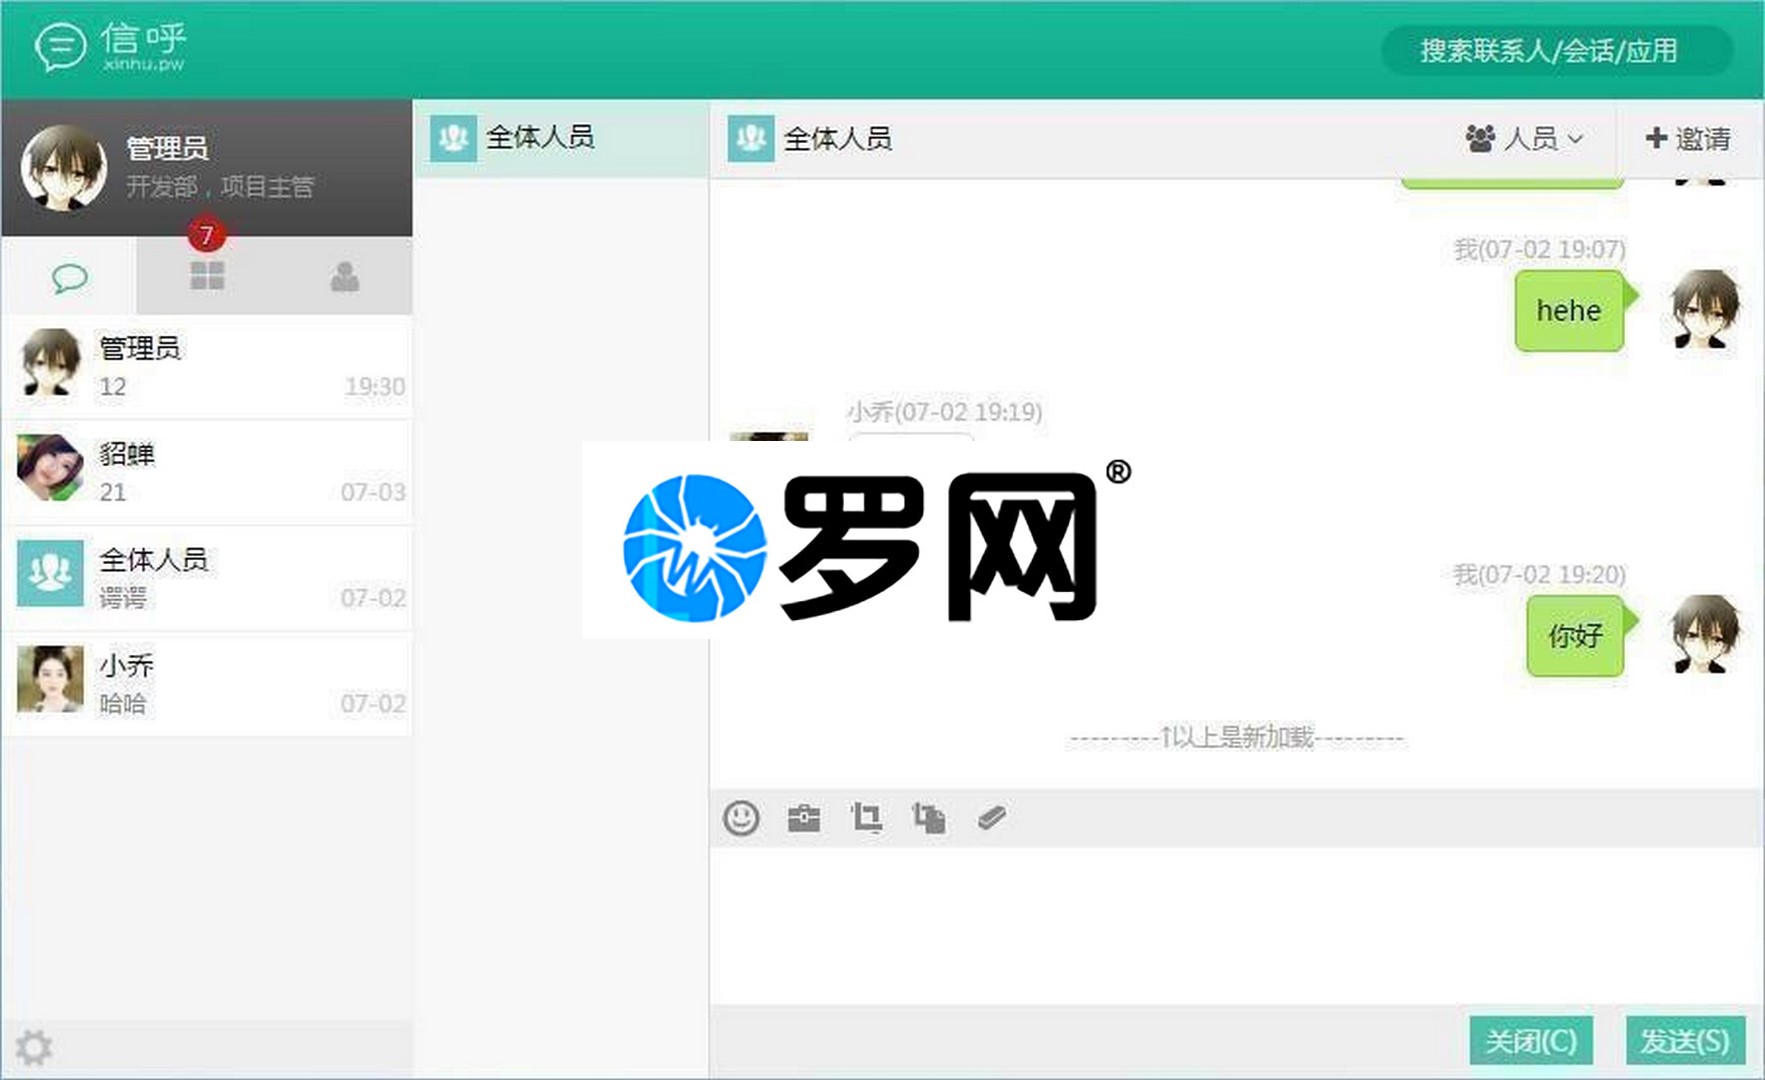 信呼
xinhu.pw
搜索联系人/会话/应用
管理员
开发部，项目主管
7
管理员
12
19:30
貂蝉
21
07-03
全体人员
谔谔
07-02
小乔
哈哈
07-02
全体人员
全体人员
人员
邀请
我(07-02 19:07)
hehe
小乔(07-02 19:19)
罗网®
我(07-02 19:20)
你好
---------↑以上是新加载---------
关闭(C)
发送(S)